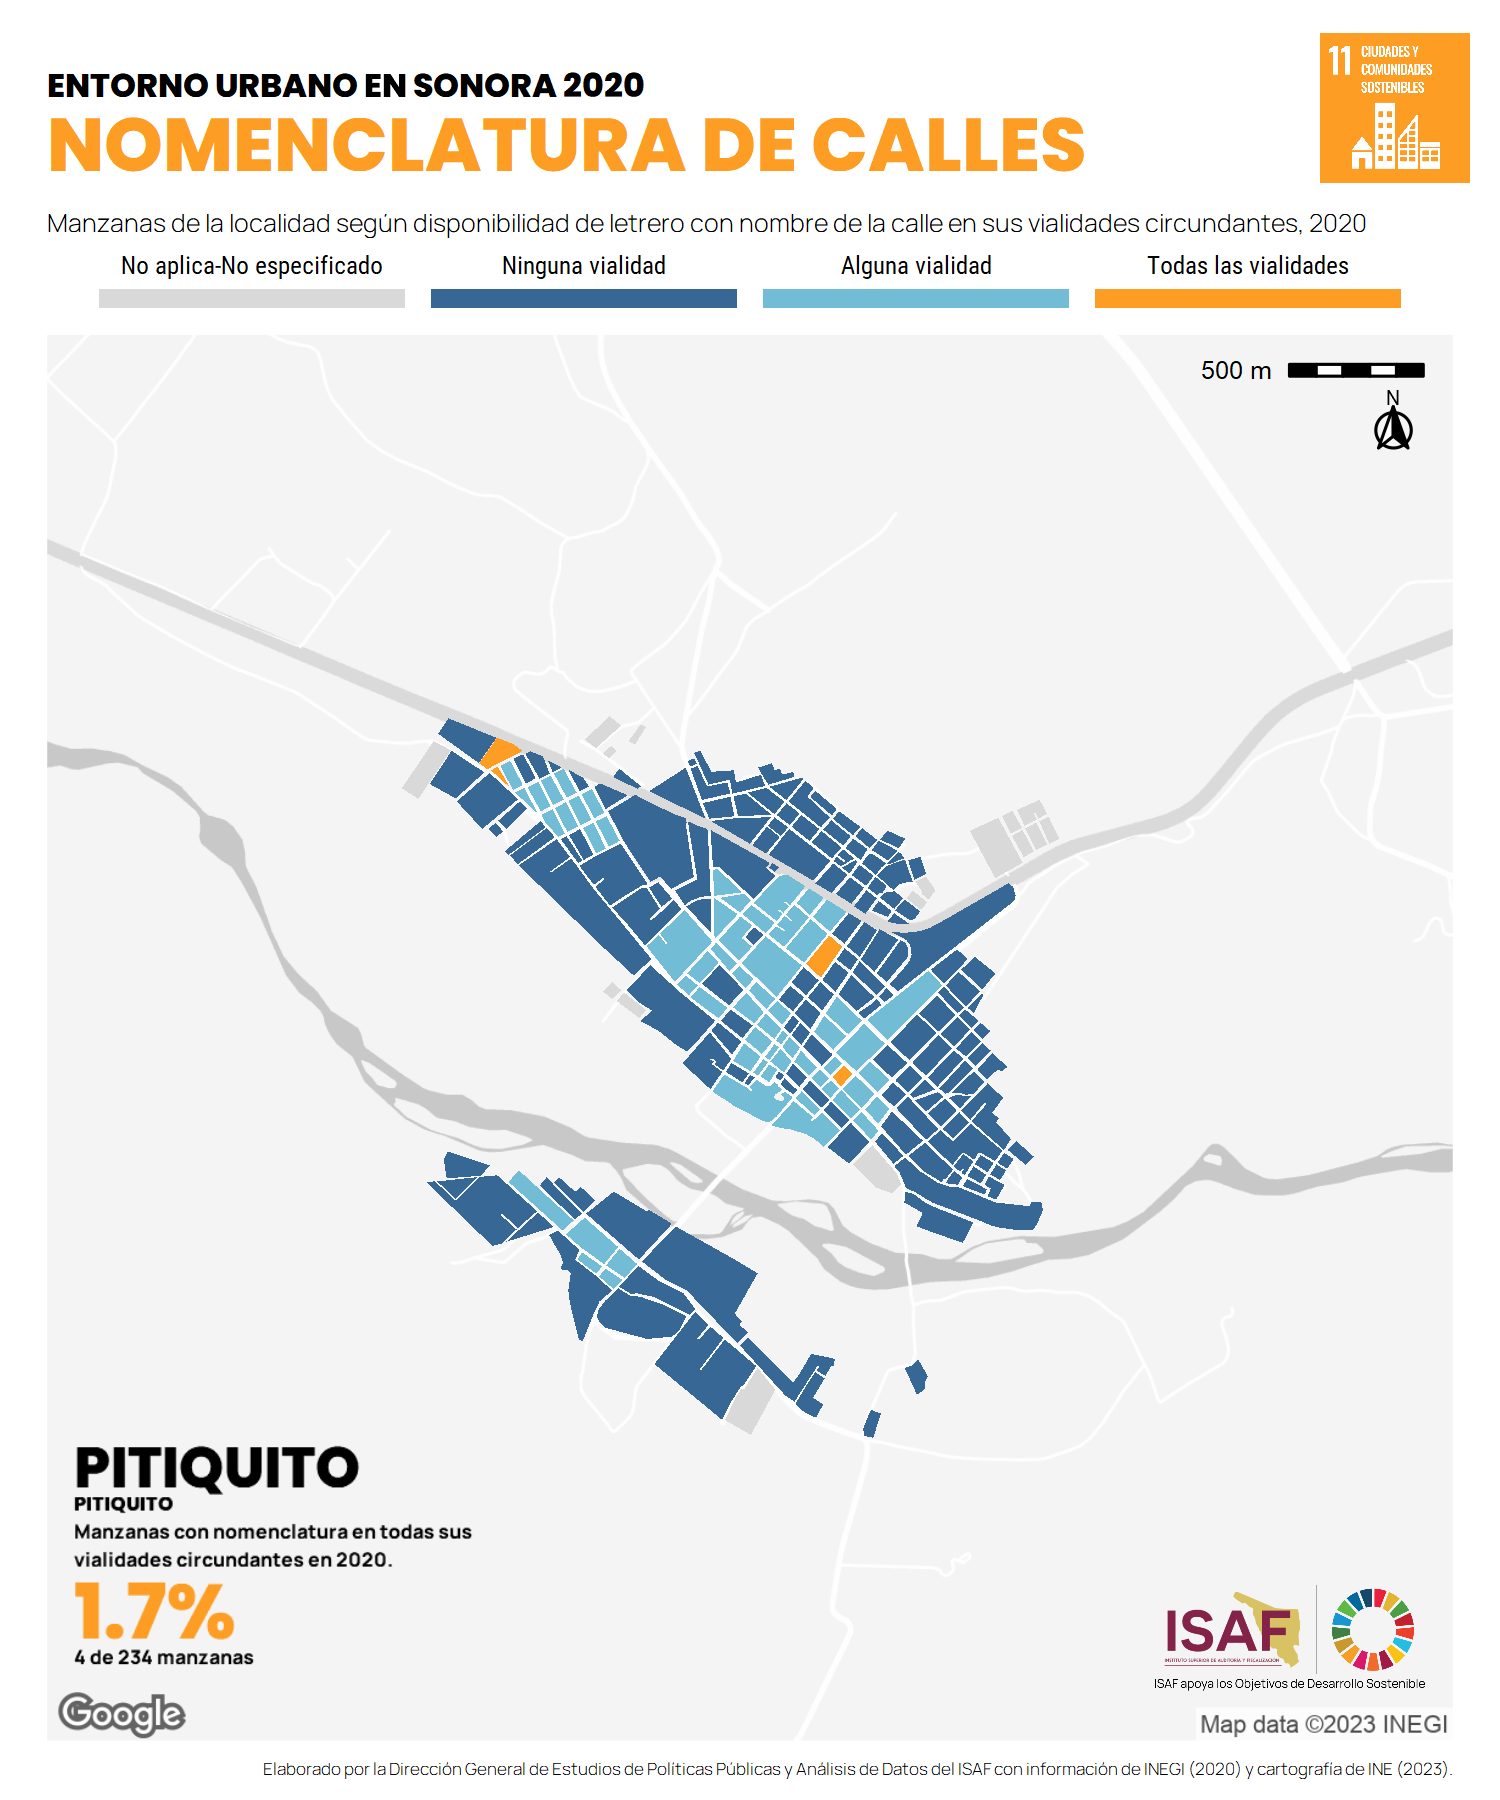 ENTORNO URBANO EN SONORA 2020
NOMENCLATURA DE CALLES
11 CIUDADES Y
COMUNIDADES
SOSTENIBLES
Manzanas de la localidad según disponibilidad de letrero con nombre de la calle en sus vialidades circundantes, 2020
No aplica-No especificado
Ninguna vialidad
Alguna vialidad
Todas las vialidades
500 m
N
PITIQUITO
PITIQUITO
Manzanas con nomenclatura en todas sus
vialidades circundantes en 2020.
1.7%
4 de 234 manzanas
ISAF
INSTITUTO SUPERIOR DE AUDITORÍA Y FISCALIZACIÓN
ISAF apoya los Objetivos de Desarrollo Sostenible
Google
Map data ©2023 INEGI
Elaborado por la Dirección General de Estudios de Políticas Públicas y Análisis de Datos del ISAF con información de INEGI (2020) y cartografía de INE (2023).